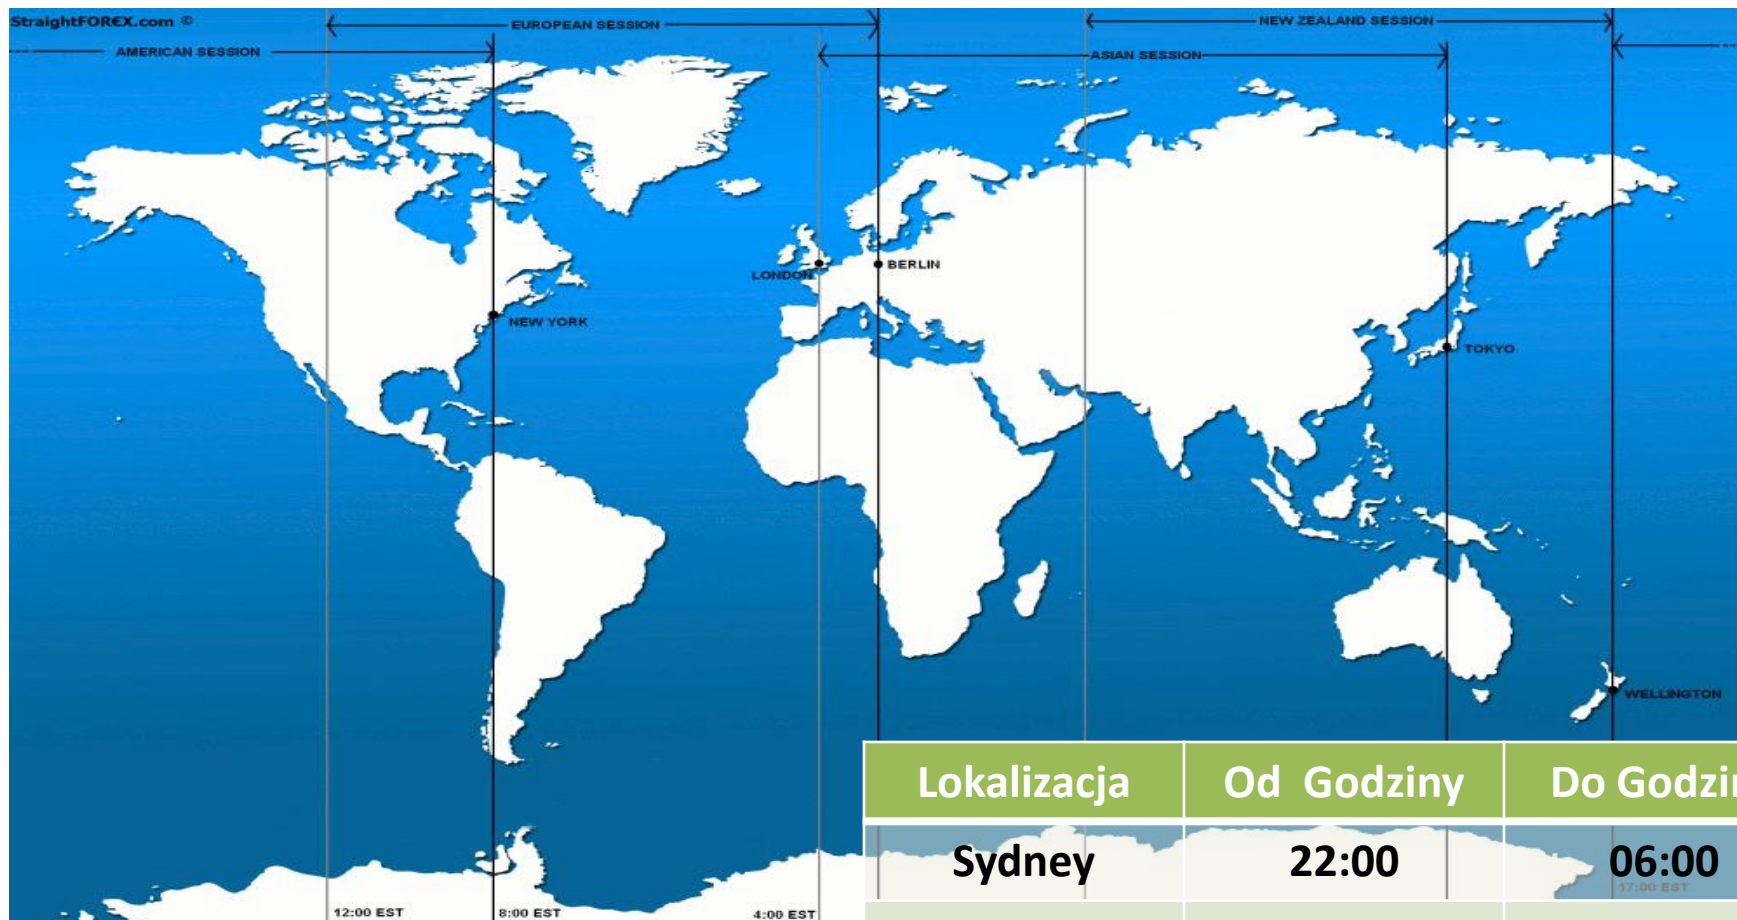 StraightFOREX.com ©
EUROPEAN SESSION
NEW ZEALAND SESSION
AMERICAN SESSION
ASIAN SESSION
LONDON
BERLIN
NEW YORK
TOKYO
WELLINGTON
Lokalizacja Od Godziny Do
Sydney 22:00 06:00
17:00 EST
12:00 EST 8:00 EST 4:00 EST